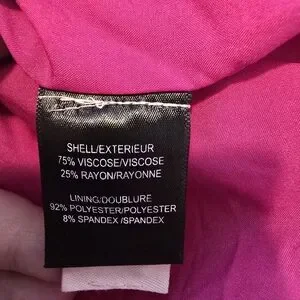 SHELL/EXTERIEUR
75% VISCOSE/VISCOSE
25% RAYON/RAYONNE
LINING/DOUBLURE
92% POLYESTER/POLYESTER
8% SPANDEX /SPANDEX